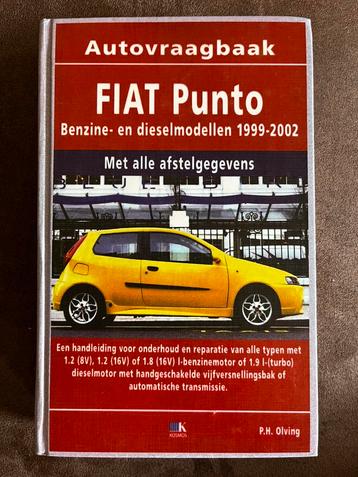 Autovraagbaak
FIAT Punto
Benzine- en dieselmodellen 1999-2002
Met alle afstelgegevens
Een handleiding voor onderhoud en reparatie van alle typen met
1.2 (8V), 1.2 (16V) of 1.8 (16V) l-benzinemotor of 1.9 l-(turbo)
dieselmotor met handgeschakelde vijfversnellingsbak of
automatische transmissie.
K
KOSMOS
P.H. Olving